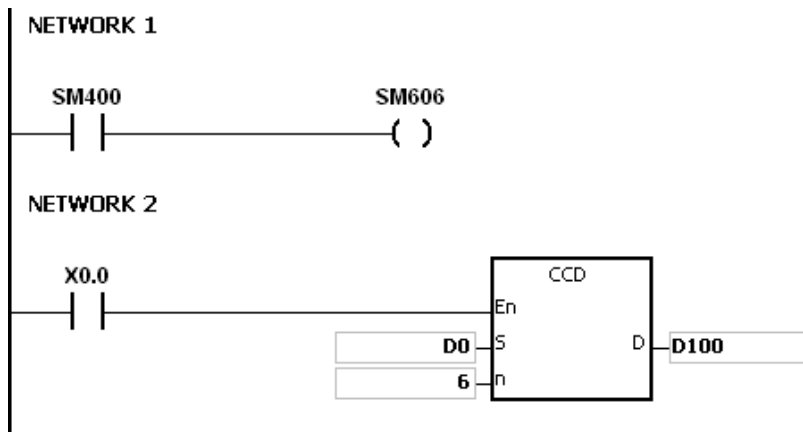 NETWORK 1
SM400 SM606
NETWORK 2
X0.0
CCD
En
D0 S D D100
6 n